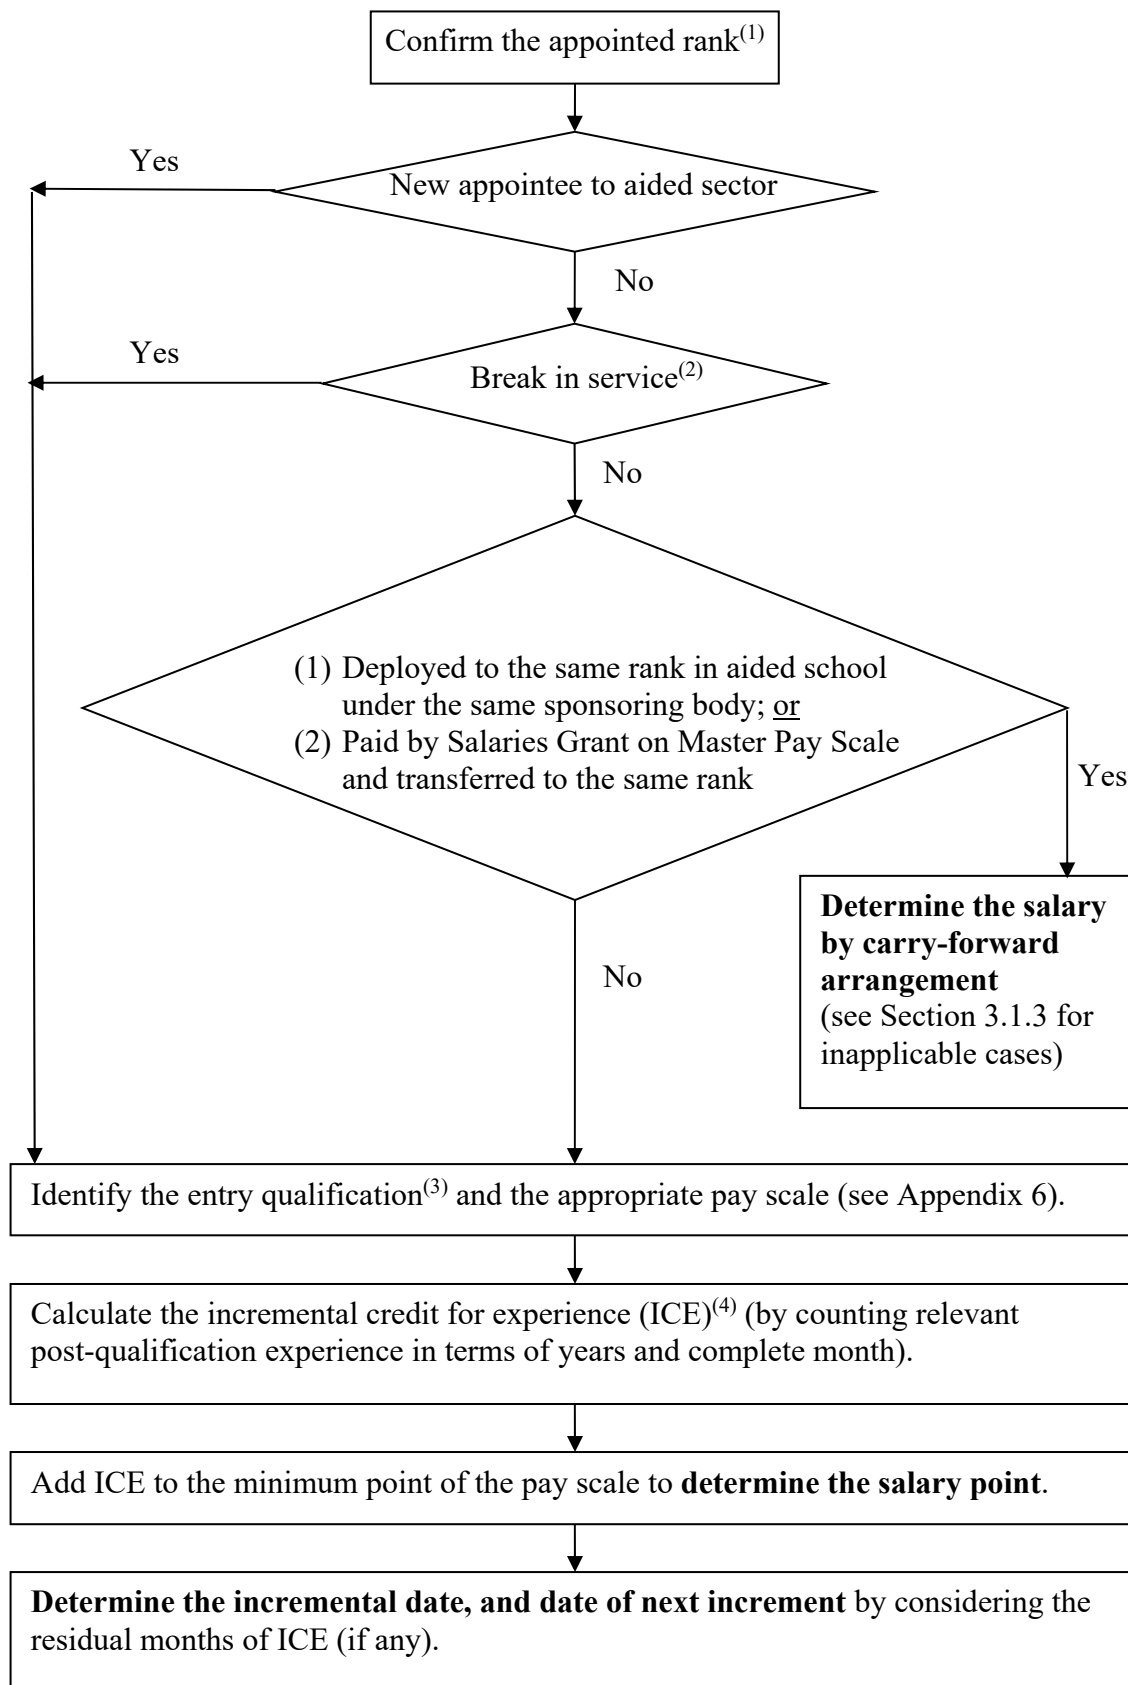 Confirm the appointed rank(1)
Yes
New appointee to aided sector
No
Yes
Break in service(2)
No
(1) Deployed to the same rank in aided school
under the same sponsoring body; or
(2) Paid by Salaries Grant on Master Pay Scale
and transferred to the same rank
Yes
Determine the salary
by carry-forward
arrangement
(see Section 3.1.3 for
inapplicable cases)
No
Identify the entry qualification(3) and the appropriate pay scale (see Appendix 6).
Calculate the incremental credit for experience (ICE)(4) (by counting relevant
post-qualification experience in terms of years and complete month).
Add ICE to the minimum point of the pay scale to determine the salary point.
Determine the incremental date, and date of next increment by considering the
residual months of ICE (if any).